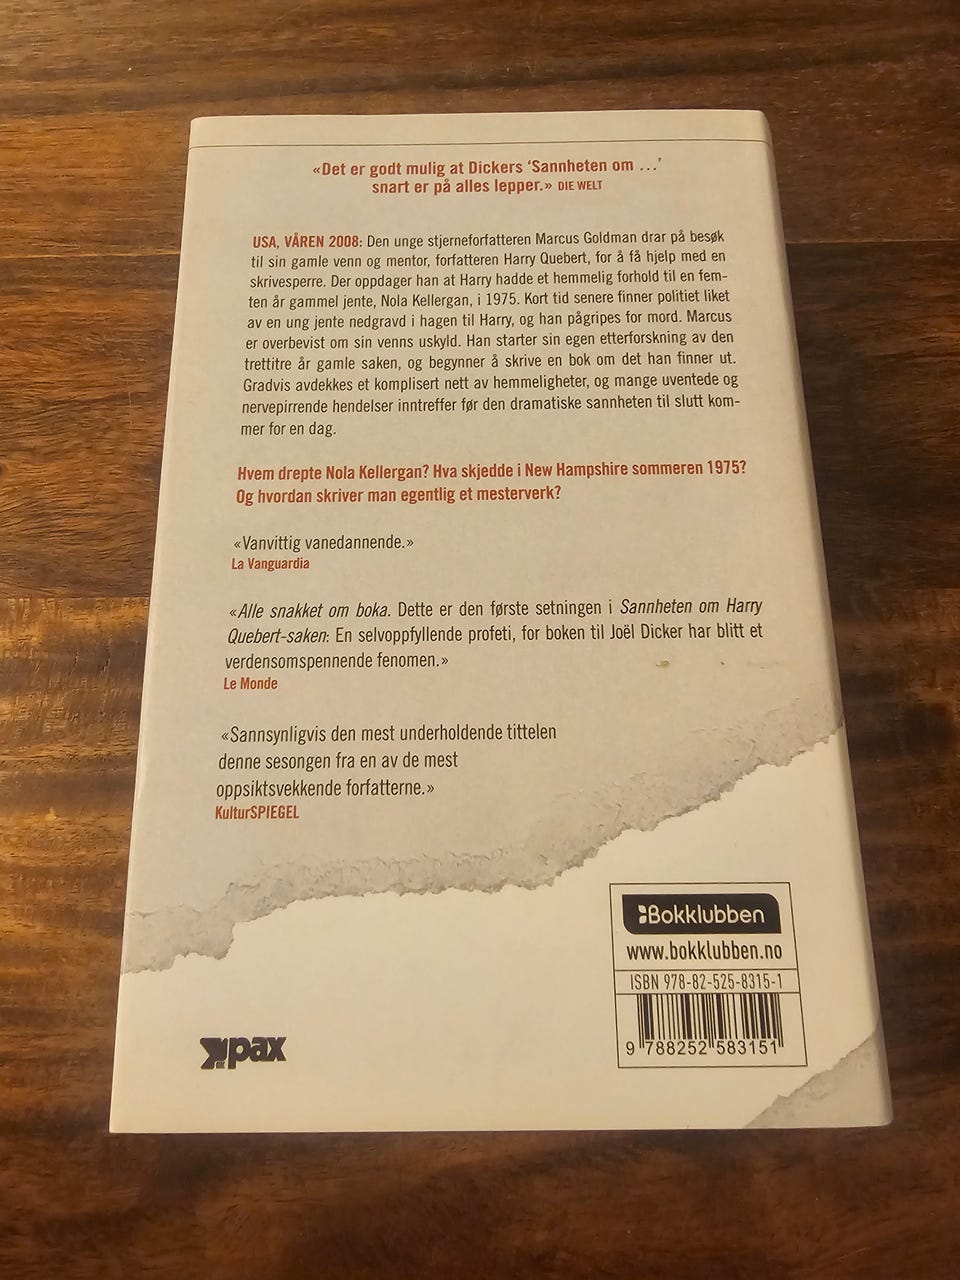 «Det er godt mulig at Dickers ‘Sannheten om ...’
snart er på alles lepper.» DIE WELT
USA, VÅREN 2008: Den unge stjerneforfatteren Marcus Goldman drar på besøk
til sin gamle venn og mentor, forfatteren Harry Quebert, for å få hjelp med en
skrivesperre. Der oppdager han at Harry hadde et hemmelig forhold til en fem-
ten år gammel jente, Nola Kellergan, i 1975. Kort tid senere finner politiet liket
av en ung jente nedgravd i hagen til Harry, og han pågripes for mord. Marcus
er overbevist om sin venns uskyld. Han starter sin egen etterforskning av den
trettitre år gamle saken, og begynner å skrive en bok om det han finner ut.
Gradvis avdekkes et komplisert nett av hemmeligheter, og mange uventede og
nervepirrende hendelser inntreffer før den dramatiske sannheten til slutt kom-
mer for en dag.
Hvem drepte Nola Kellergan? Hva skjedde i New Hampshire sommeren 1975?
Og hvordan skriver man egentlig et mesterverk?
«Vanvittig vanedannende.»
La Vanguardia
«Alle snakket om boka. Dette er den første setningen i Sannheten om Harry
Quebert-saken: En selvoppfyllende profeti, for boken til Joël Dicker har blitt et
verdensomspennende fenomen.»
Le Monde
«Sannsynligvis den mest underholdende tittelen
denne sesongen fra en av de mest
oppsiktsvekkende forfatterne.»
KulturSPIEGEL
Bokklubben
www.bokklubben.no
ISBN 978-82-525-8315-1
9 788252 583151
pax